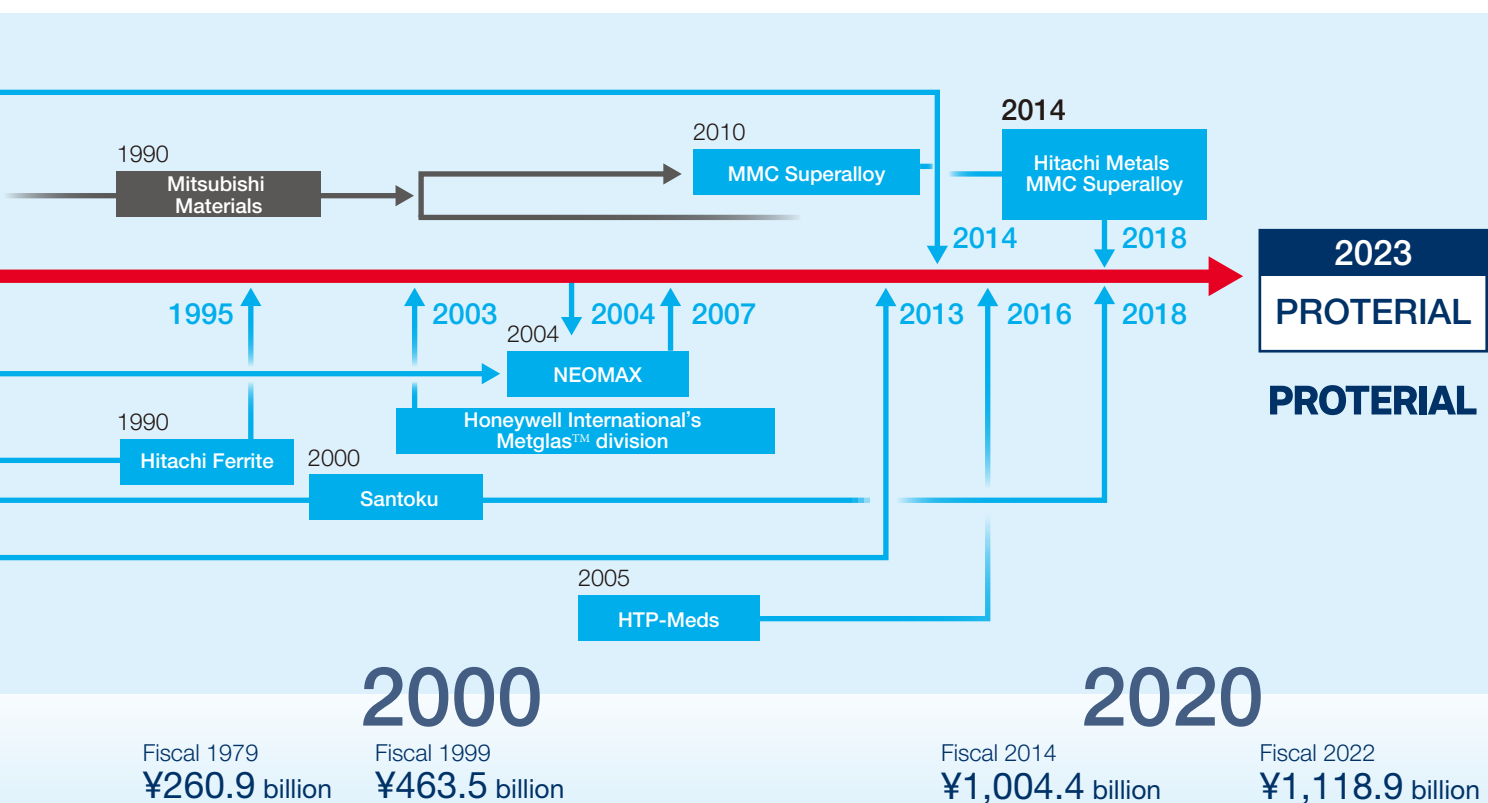 2014
2010
1990
Mitsubishi
Materials
MMC Superalloy
Hitachi Metals
MMC Superalloy
2014
2018
2023
PROTERIAL
1995
2003
2004
2007
2013
2016
2018
2004
NEOMAX
PROTERIAL
1990
Honeywell International's
Metglas™ division
Hitachi Ferrite
2000
Santoku
2005
HTP-Meds
2000
2020
Fiscal 1979
¥260.9 billion
Fiscal 1999
¥463.5 billion
Fiscal 2014
¥1,004.4 billion
Fiscal 2022
¥1,118.9 billion